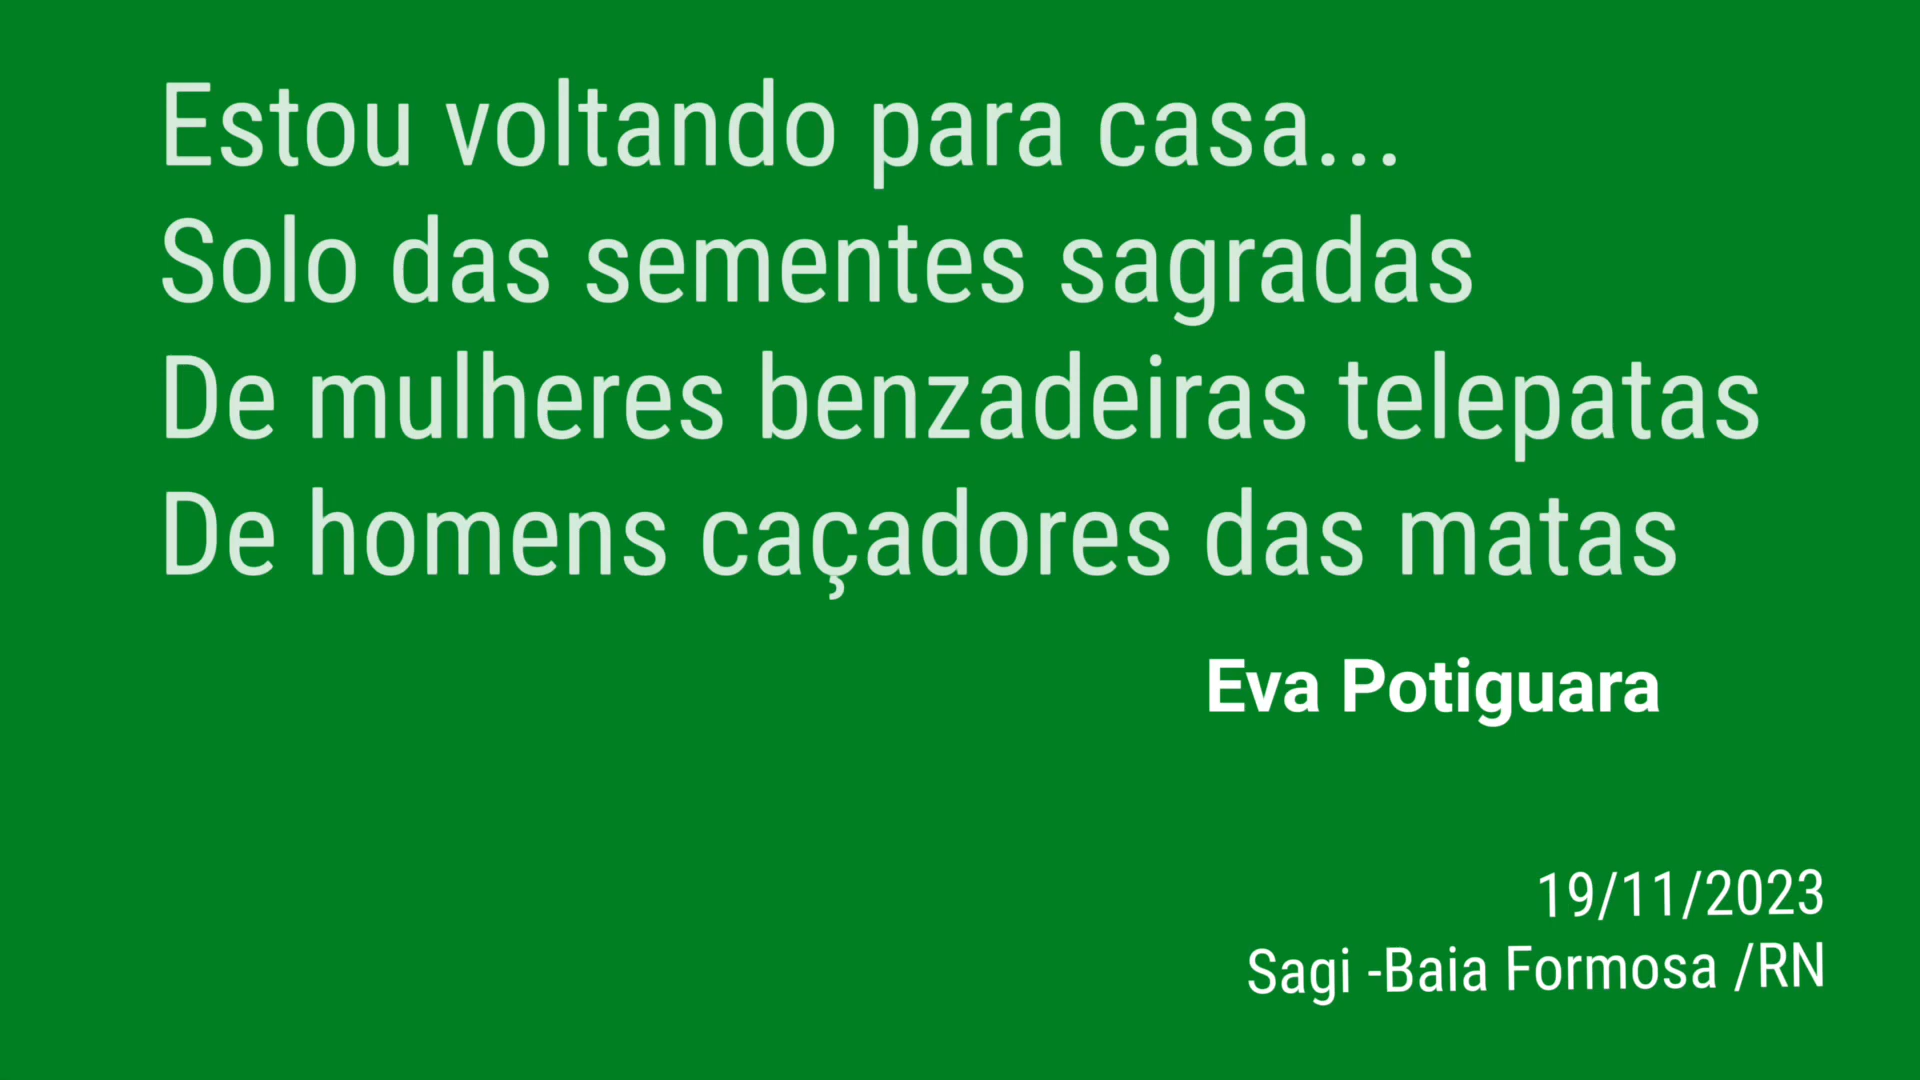 Estou voltando para casa...
Solo das sementes sagradas
De mulheres benzadeiras telepatas
De homens caçadores das matas
Eva Potiguara
19/11/2023
Sagi -Baia Formosa /RN